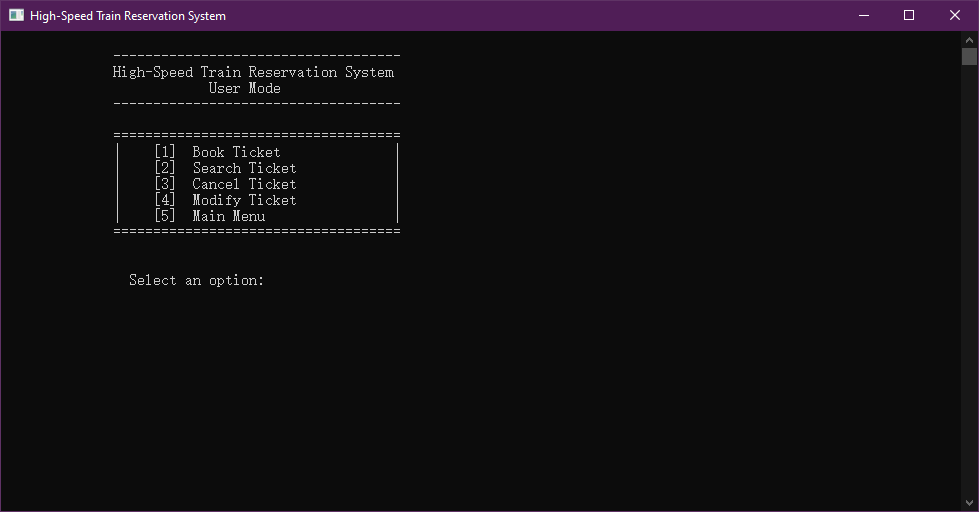 High-Speed Train Reservation System
------------------------------------
High-Speed Train Reservation System
User Mode
------------------------------------
====================================
| [1] Book Ticket |
| [2] Search Ticket |
| [3] Cancel Ticket |
| [4] Modify Ticket |
| [5] Main Menu |
====================================
Select an option: